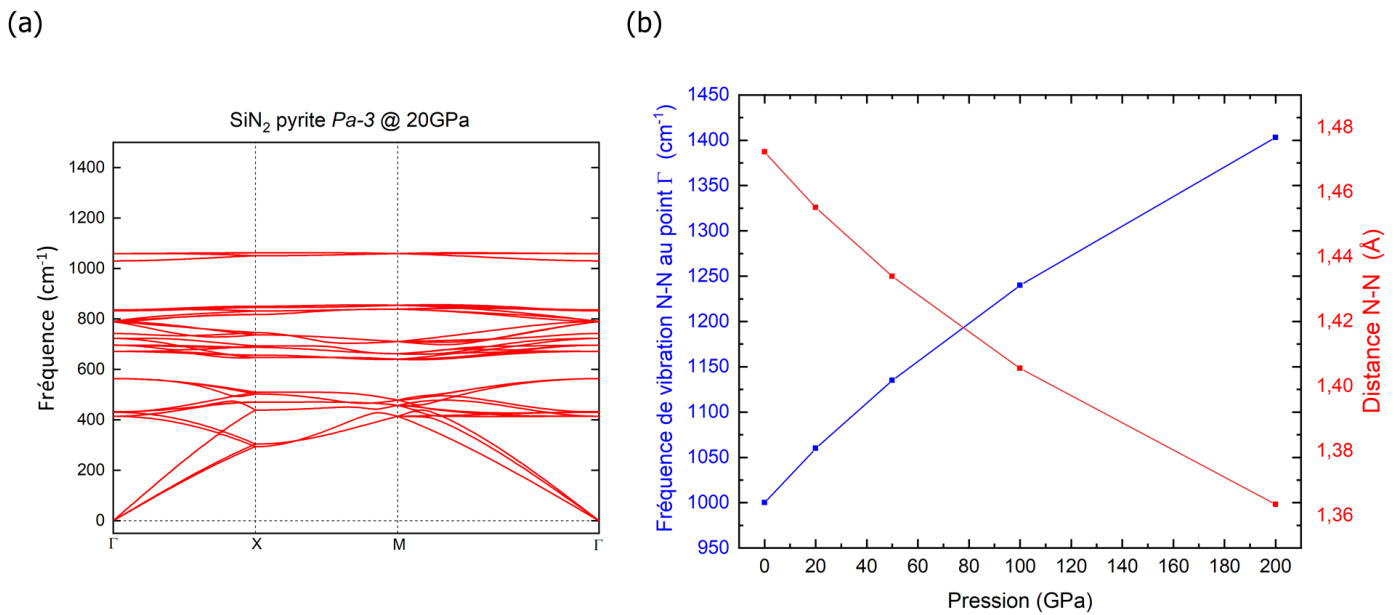 (a)
SiN₂ pyrite Pa-3 @ 20GPa
Fréquence (cm⁻¹)
1400
1200
1000
800
600
400
200
0
Γ X M Γ
(b)
Fréquence de vibration N-N au point Γ (cm⁻¹)
1450
1400
1350
1300
1250
1200
1150
1100
1050
1000
950
0 20 40 60 80 100 120 140 160 180 200
Pression (GPa)
1,48
1,46
1,44
1,42
1,40
1,38
1,36
Distance N-N (Å)